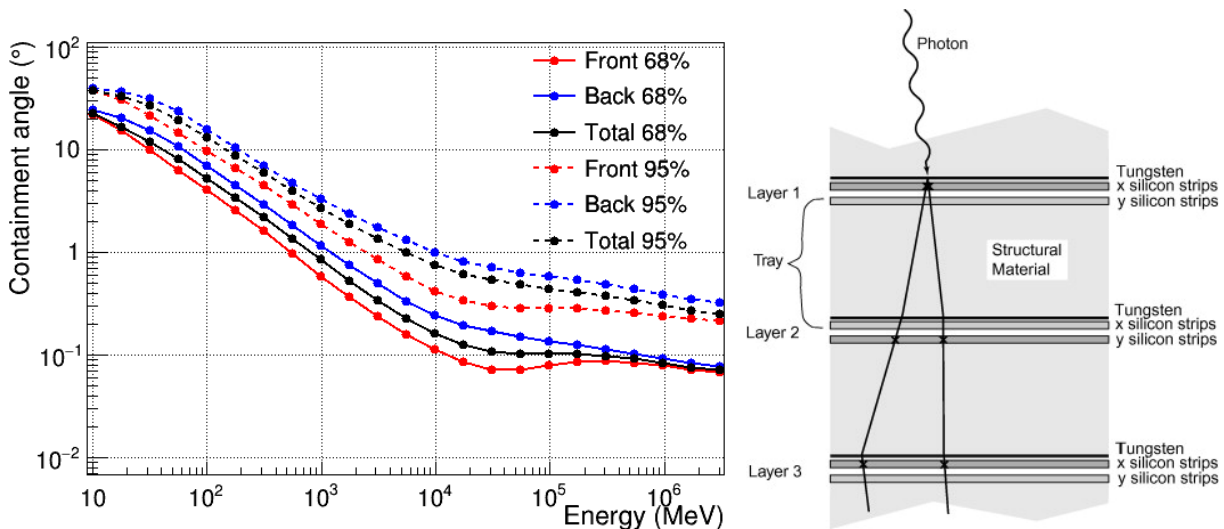 Containment angle (°)
10²
10
1
10⁻¹
10⁻²
Front 68%
Back 68%
Total 68%
Front 95%
Back 95%
Total 95%
10
10²
10³
10⁴
10⁵
10⁶
Energy (MeV)
Photon
Layer 1
Tungsten
x silicon strips
y silicon strips
Tray
Structural
Material
Layer 2
Tungsten
x silicon strips
y silicon strips
Layer 3
Tungsten
x silicon strips
y silicon strips